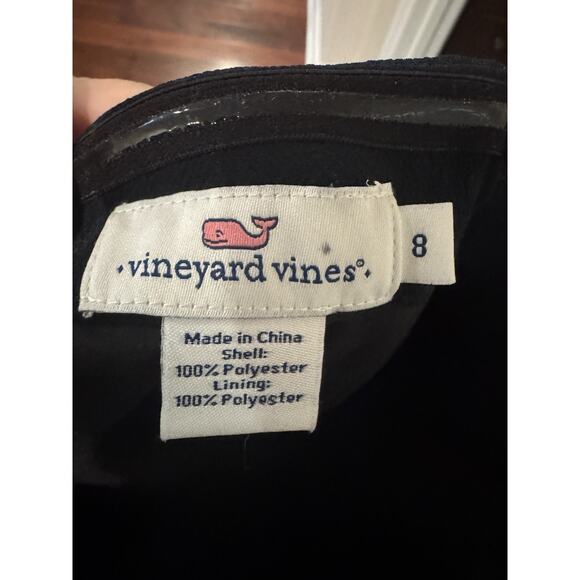 ·vineyard vines®·
8
Made in China
Shell:
100% Polyester
Lining:
100% Polyester